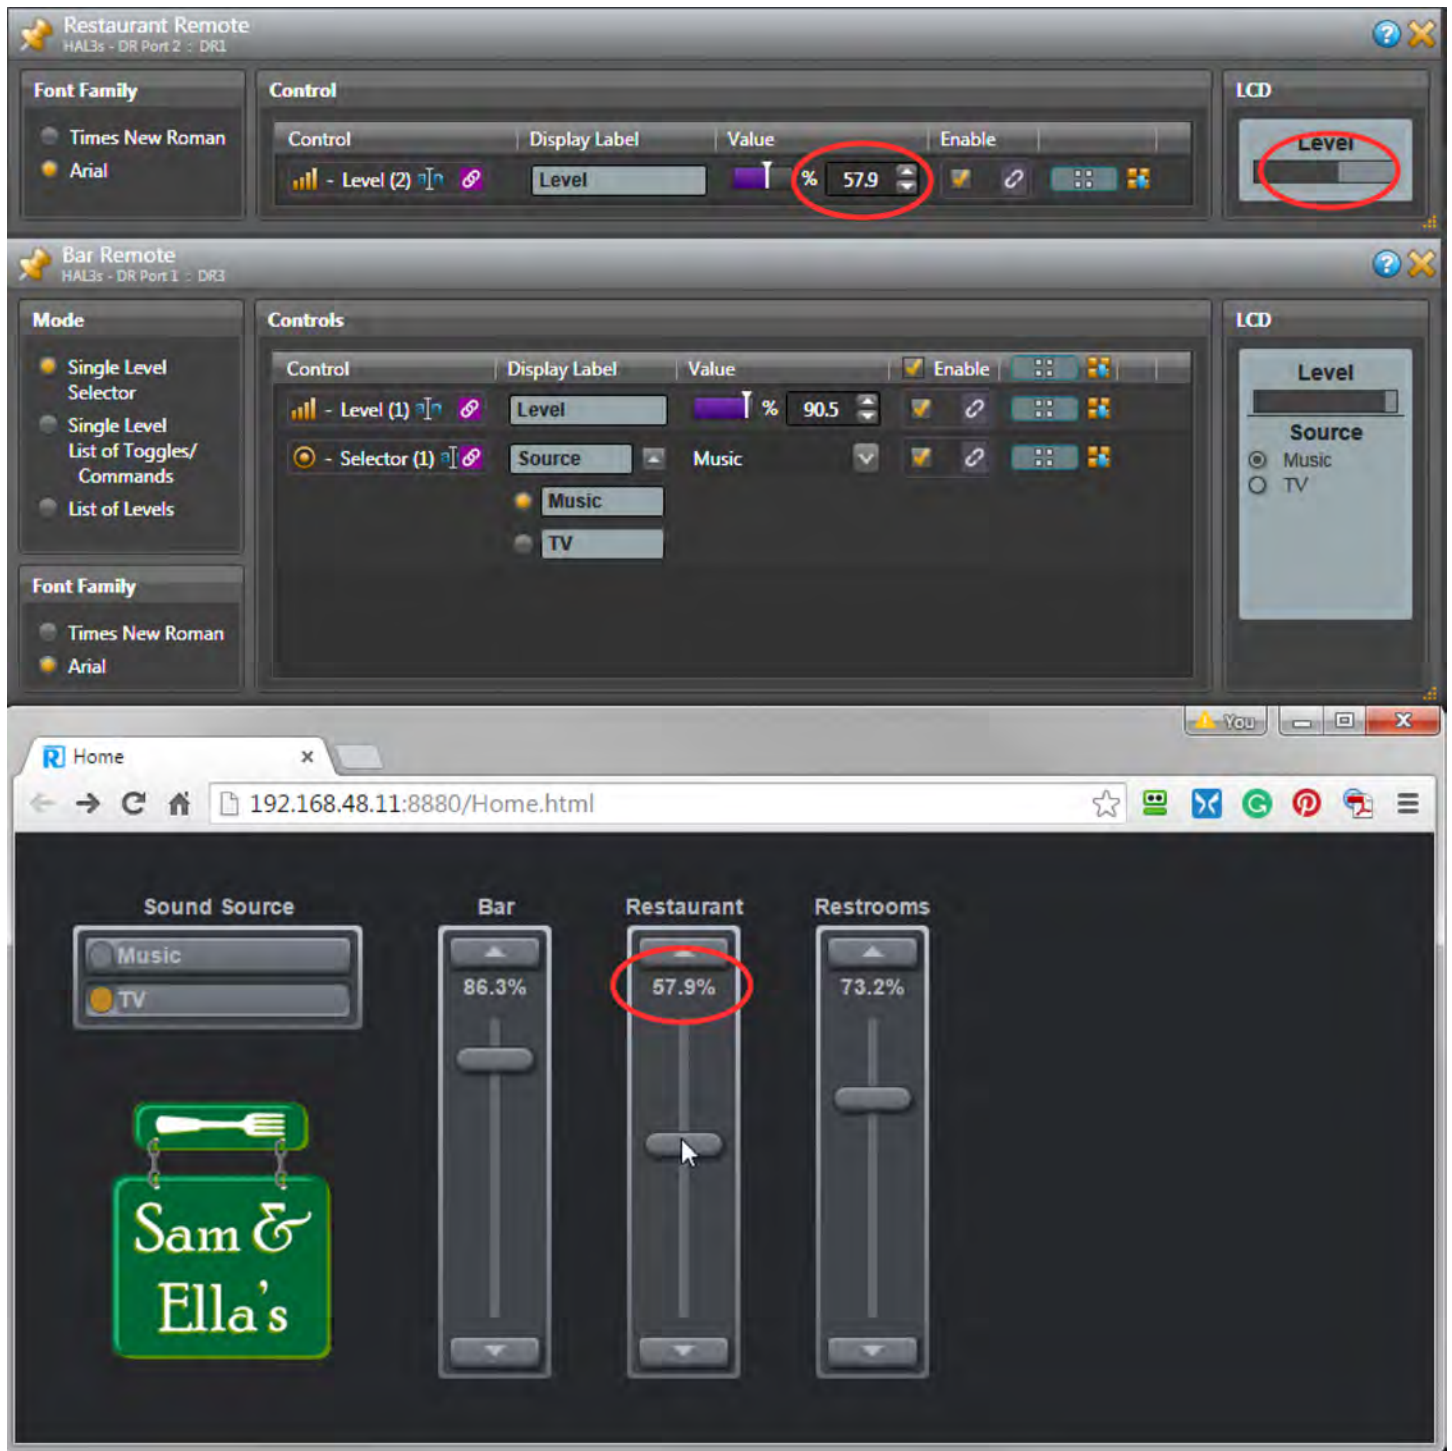 Restaurant Remote
HAL3s - DR Port 2 :: DR1
Font Family
Times New Roman
Arial
Control
Control Display Label Value Enable
- Level (2) Level % 57.9
LCD
Level
Bar Remote
HAL3s - DR Port 1 :: DR3
Mode
Single Level
Selector
Single Level
List of Toggles/
Commands
List of Levels
Font Family
Times New Roman
Arial
Controls
Control Display Label Value Enable
- Level (1) Level % 90.5
- Selector (1) Source Music
Music
TV
LCD
Level
Source
Music
TV
You
Home
192.168.48.11:8880/Home.html
Sound Source
Music
TV
Bar
86.3%
Restaurant
57.9%
Restrooms
73.2%
Sam &
Ella's